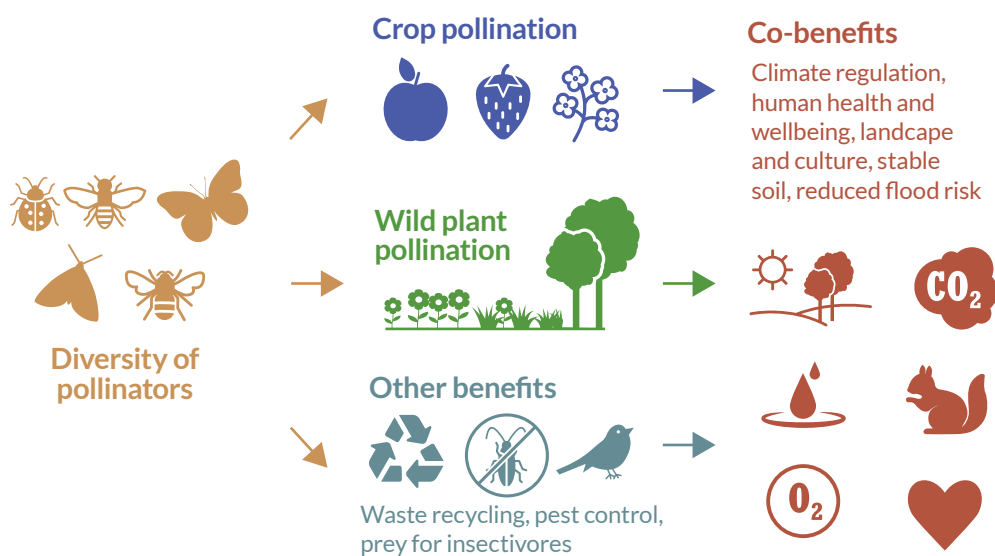 Crop pollination
Co-benefits
Climate regulation,
human health and
wellbeing, landscape
and culture, stable
soil, reduced flood risk
Wild plant
pollination
CO₂
Diversity of
pollinators
Other benefits
O₂
Waste recycling, pest control,
prey for insectivores